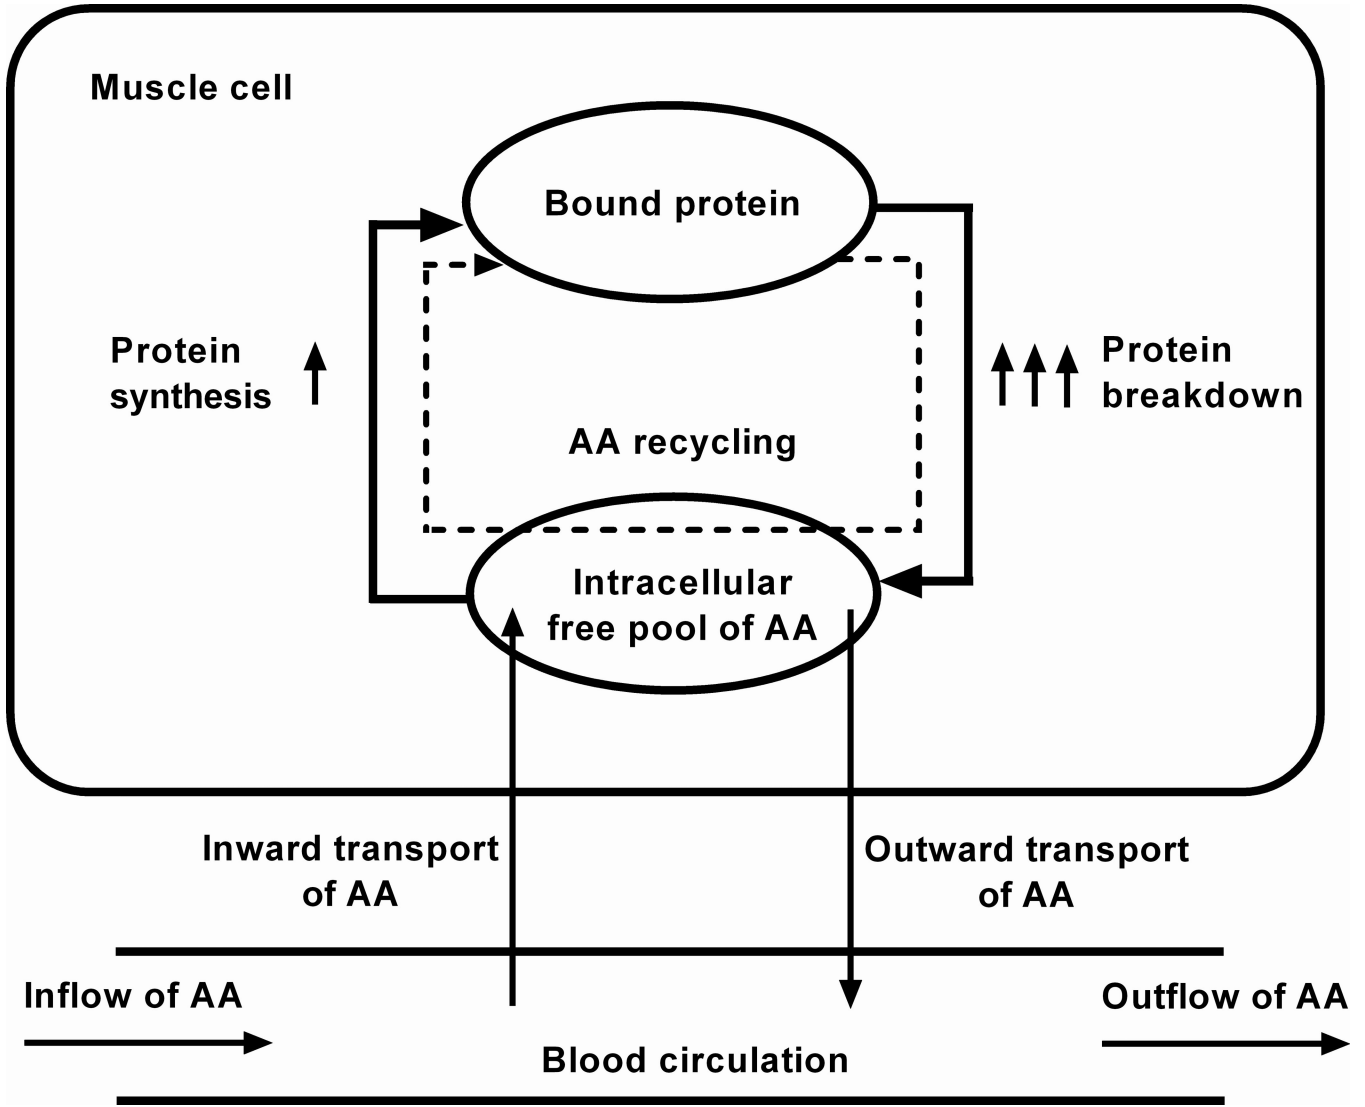 Muscle cell
Bound protein
Protein
synthesis
Protein
breakdown
AA recycling
Intracellular
free pool of AA
Inward transport
of AA
Outward transport
of AA
Inflow of AA
Outflow of AA
Blood circulation